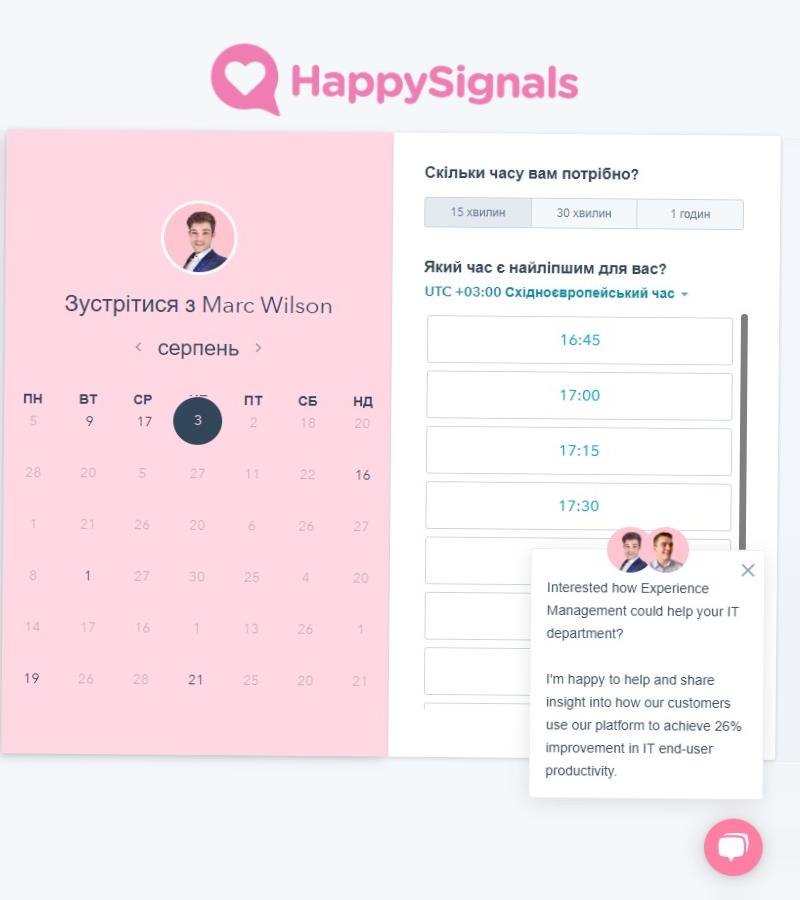 HappySignals
Зустрітися з Marc Wilson
серпень
ПН ВТ СР ПТ СБ НД
5 9 17 3 2 18 20
28 20 5 27 11 22 16
1 21 26 20 6 26 27
8 1 27 30 25 4 20
14 17 16 1 13 26 1
19 26 28 21 25 20 21
Скільки часу вам потрібно?
15 хвилин 30 хвилин 1 годин
Який час є найліпшим для вас?
UTC +03:00 Східноєвропейський час
16:45
17:00
17:15
17:30
Interested how Experience
Management could help your IT
department?
I'm happy to help and share
insight into how our customers
use our platform to achieve 26%
improvement in IT end-user
productivity.